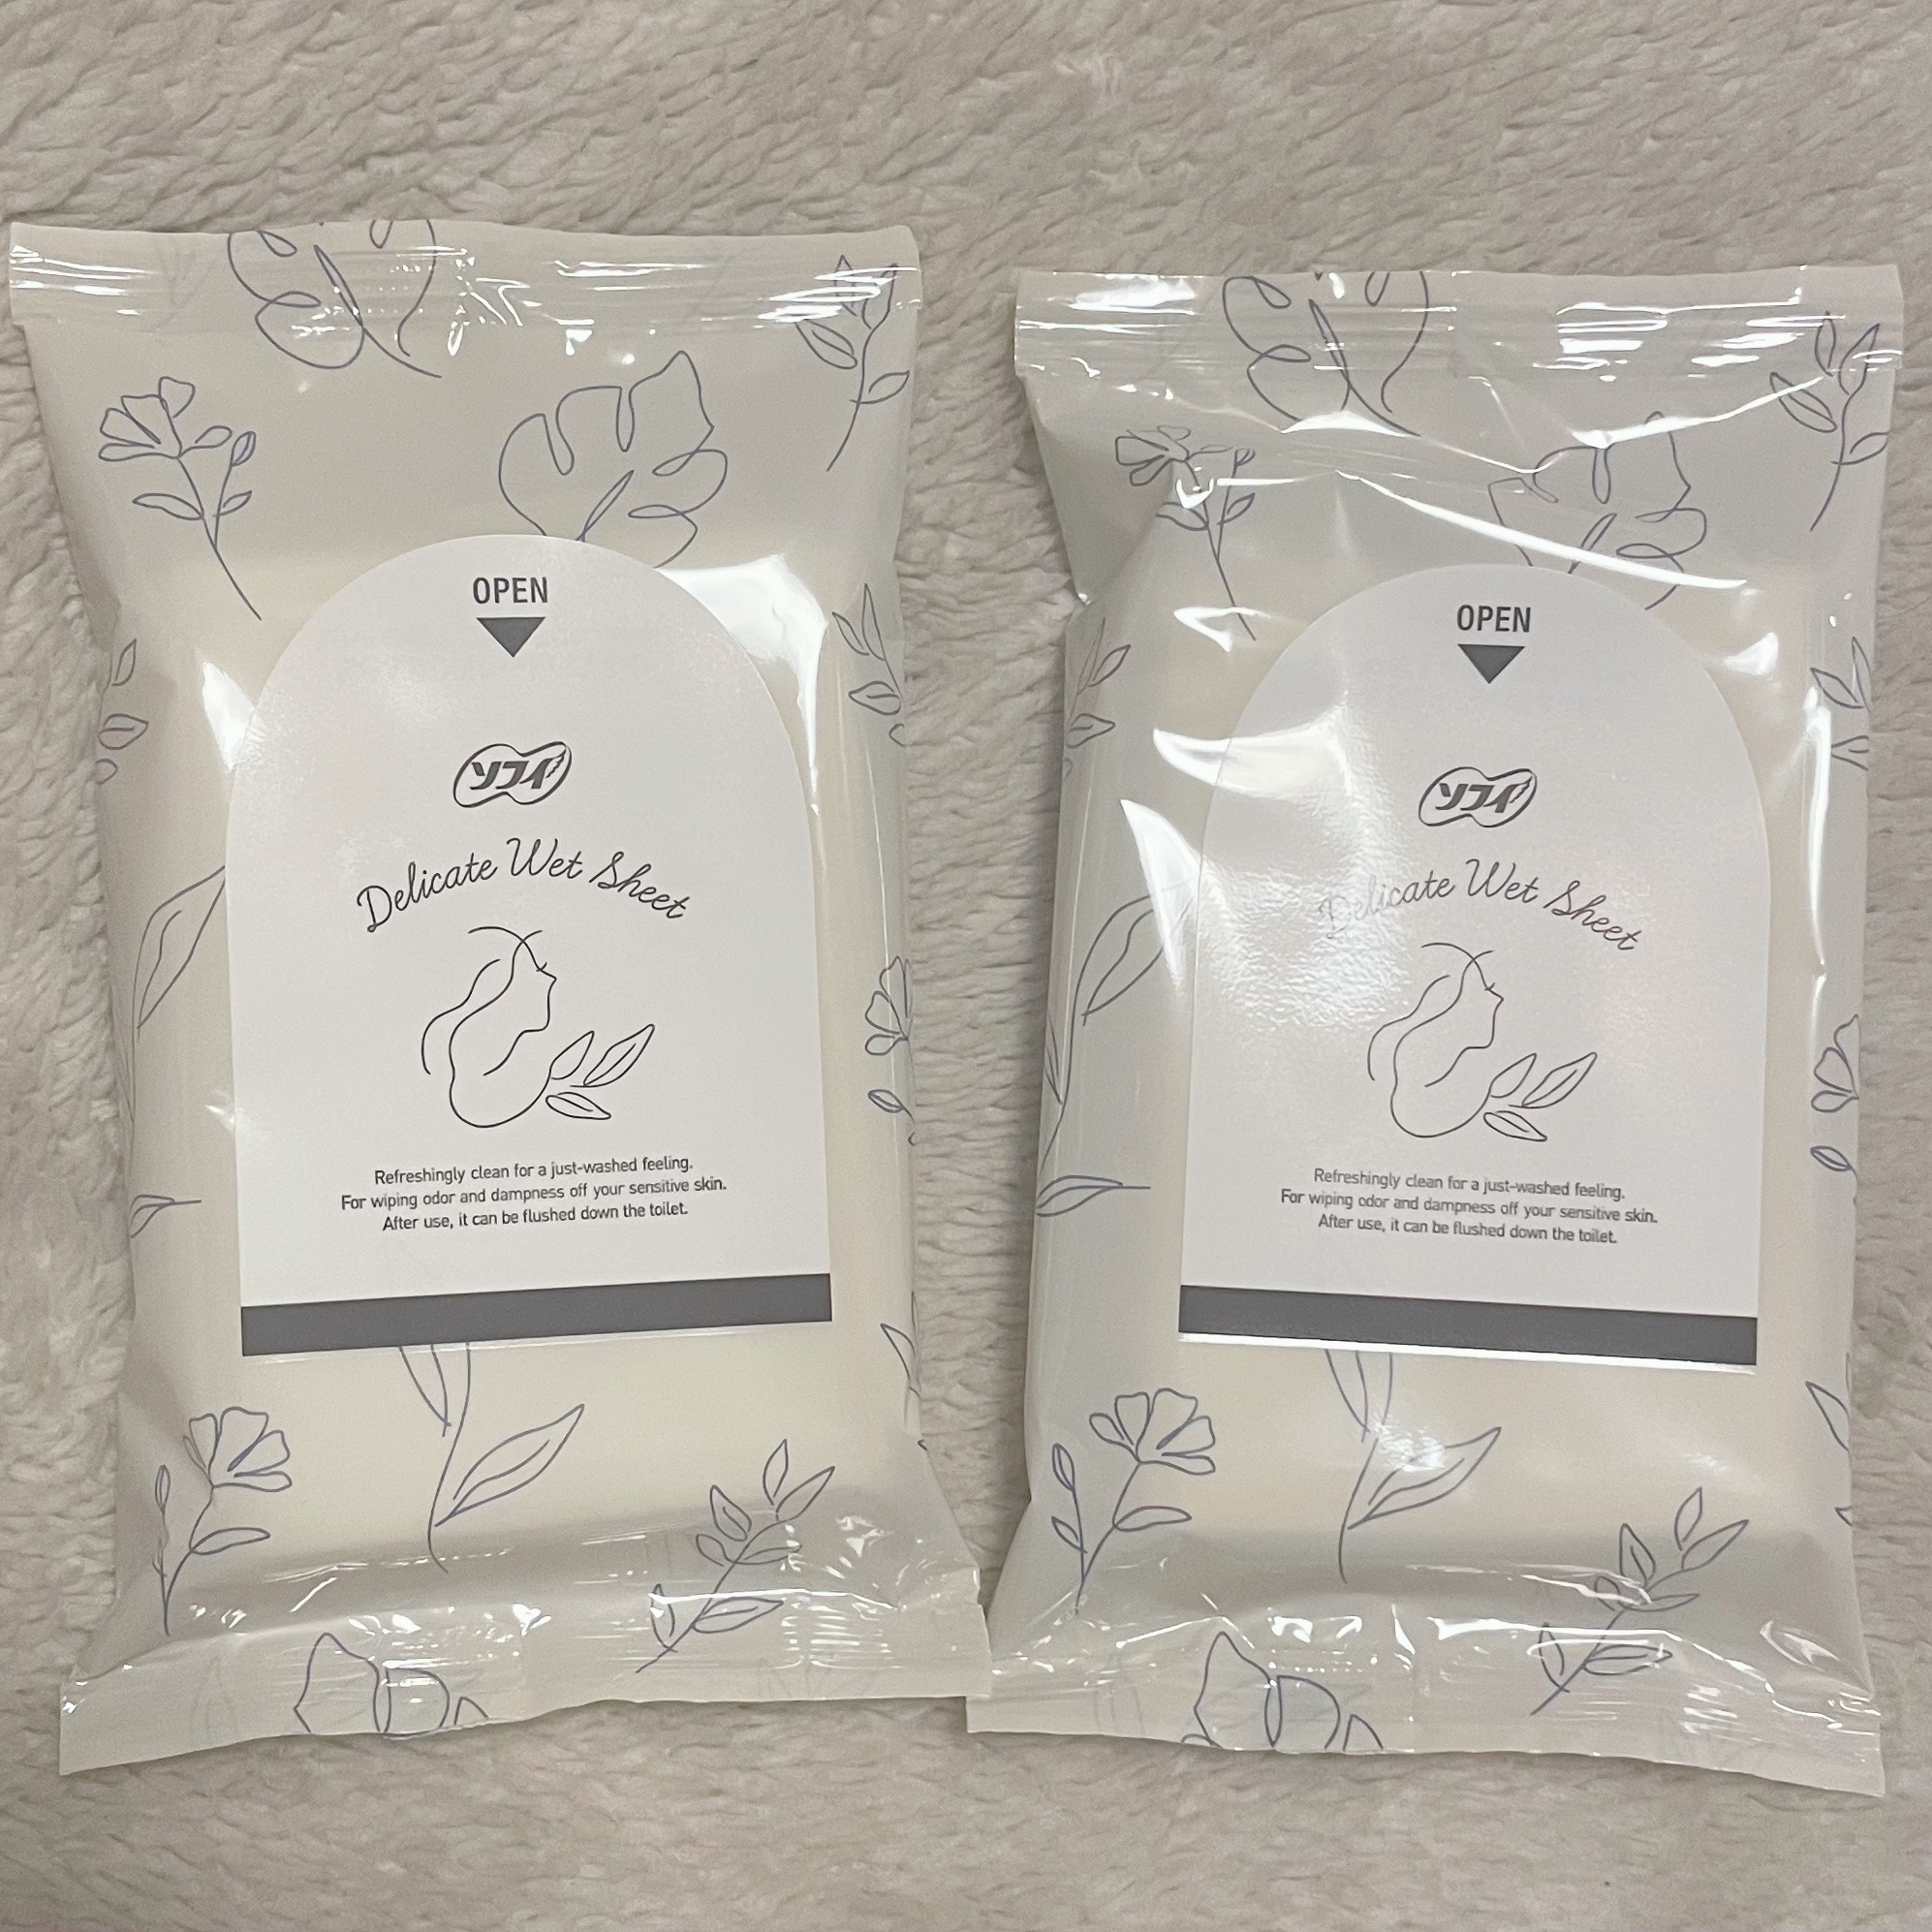 OPEN
ソフィ
Delicate Wet Sheet
Refreshingly clean for a just-washed feeling.
For wiping odor and dampness off your sensitive skin.
After use, it can be flushed down the toilet.
OPEN
ソフィ
Delicate Wet Sheet
Refreshingly clean for a just-washed feeling.
For wiping odor and dampness off your sensitive skin.
After use, it can be flushed down the toilet.